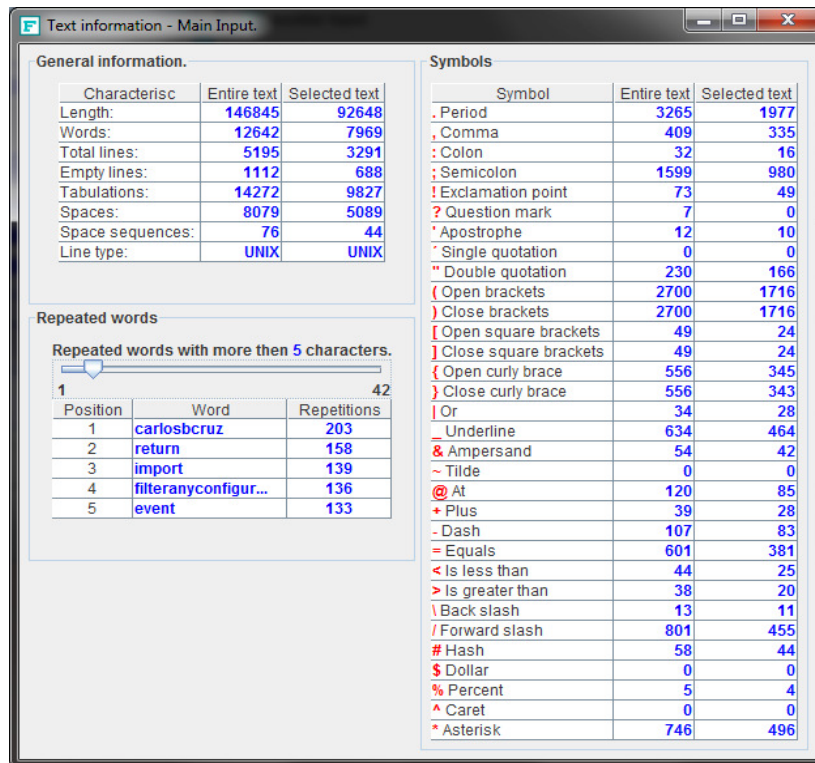 Text information - Main Input.
General information.
Characterisc Entire text Selected text
Length: 146845 92648
Words: 12642 7969
Total lines: 5195 3291
Empty lines: 1112 688
Tabulations: 14272 9827
Spaces: 8079 5089
Space sequences: 76 44
Line type: UNIX UNIX
Repeated words
Repeated words with more then 5 characters.
1 42
Position Word Repetitions
1 carlosbcruz 203
2 return 158
3 import 139
4 filteranyconfigur... 136
5 event 133
Symbols
Symbol Entire text Selected text
. Period 3265 1977
, Comma 409 335
: Colon 32 16
; Semicolon 1599 980
! Exclamation point 73 49
? Question mark 7 0
' Apostrophe 12 10
´ Single quotation 0 0
" Double quotation 230 166
( Open brackets 2700 1716
) Close brackets 2700 1716
[ Open square brackets 49 24
] Close square brackets 49 24
{ Open curly brace 556 345
} Close curly brace 556 343
| Or 34 28
_ Underline 634 464
& Ampersand 54 42
~ Tilde 0 0
@ At 120 85
+ Plus 39 28
- Dash 107 83
= Equals 601 381
< Is less than 44 25
> Is greater than 38 20
\ Back slash 13 11
/ Forward slash 801 455
# Hash 58 44
$ Dollar 0 0
% Percent 5 4
^ Caret 0 0
* Asterisk 746 496